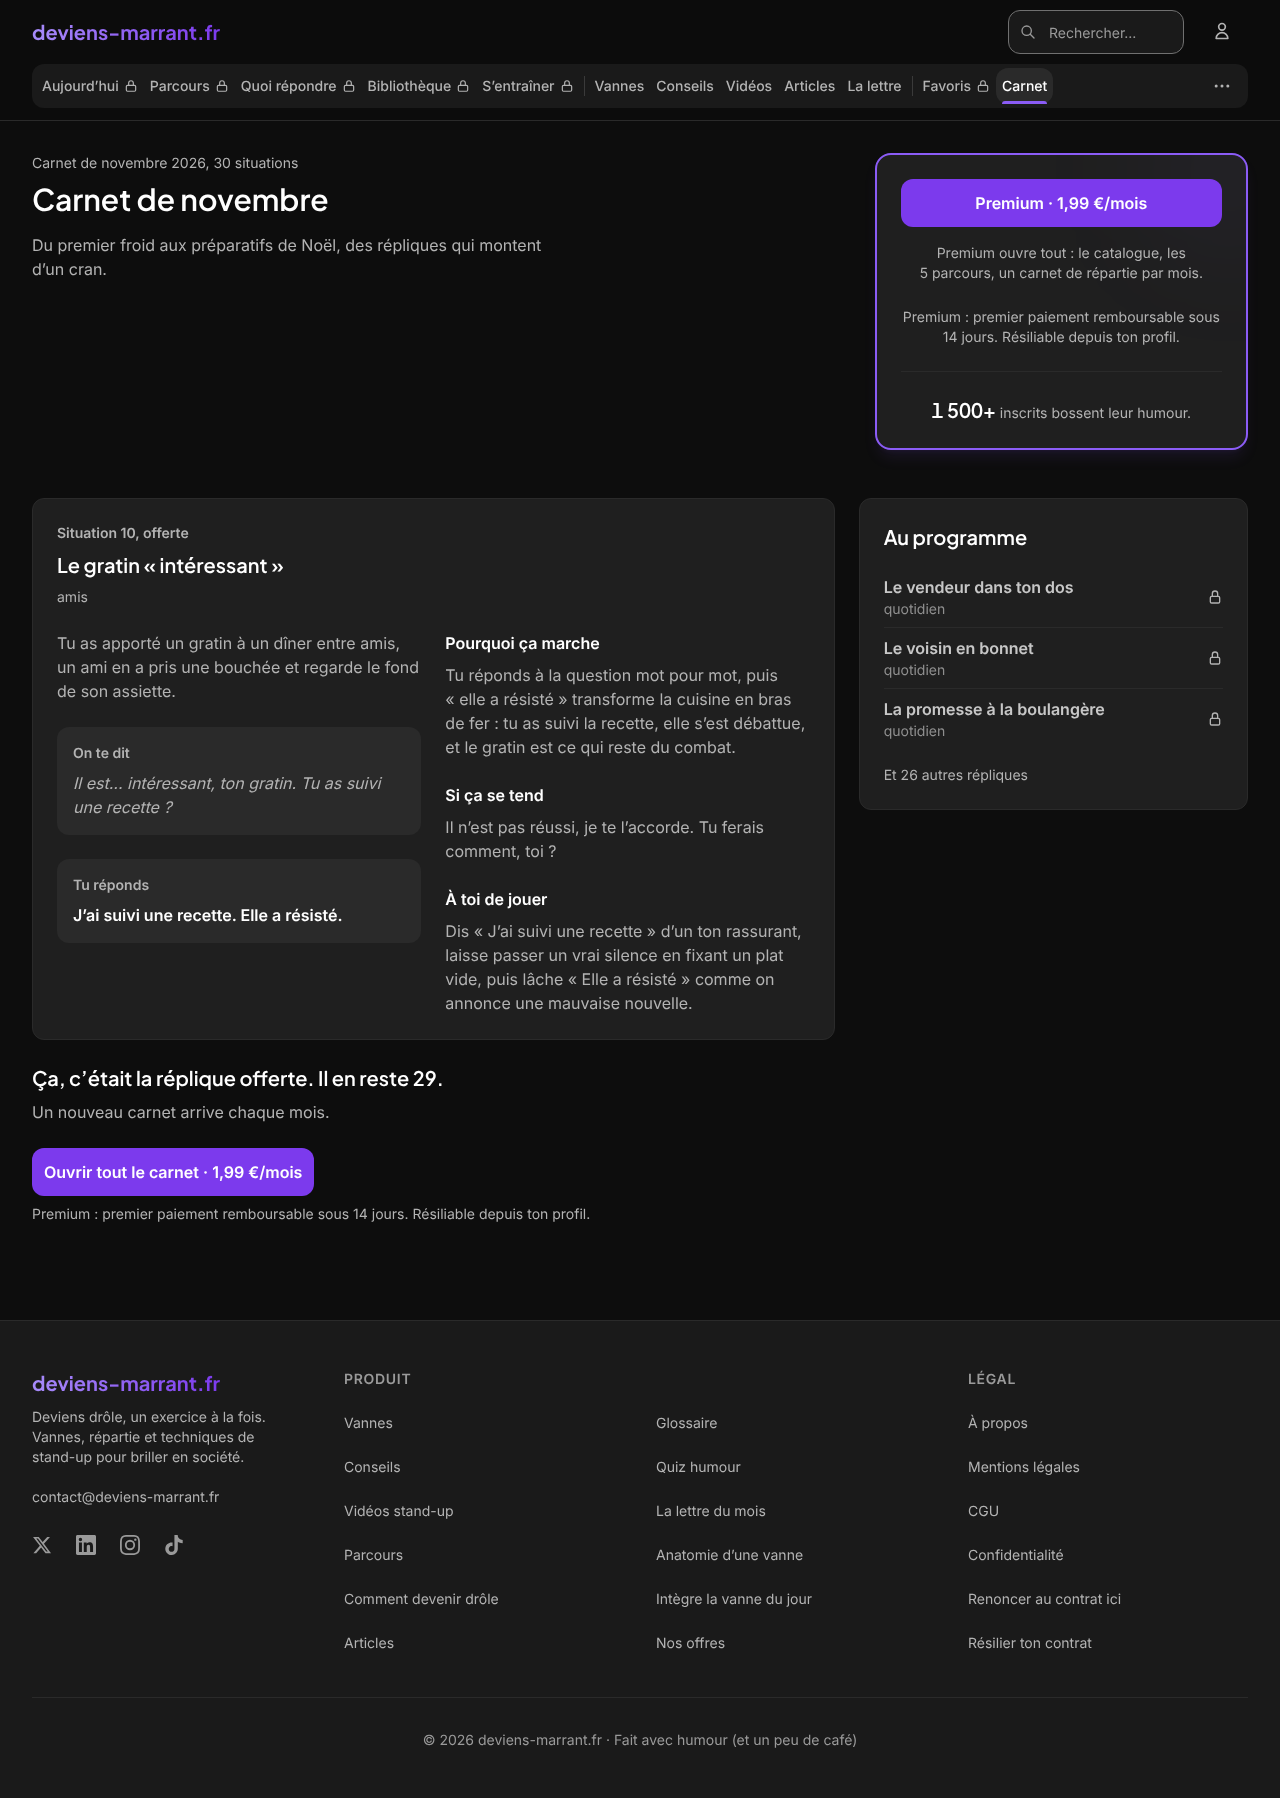 deviens-marrant.fr
Rechercher...
Aujourd’hui Parcours Quoi répondre Bibliothèque S’entraîner Vannes Conseils Vidéos Articles La lettre Favoris Carnet
Carnet de novembre 2026, 30 situations
Carnet de novembre
Du premier froid aux préparatifs de Noël, des répliques qui montent
d’un cran.
Premium · 1,99 €/mois
Premium ouvre tout : le catalogue, les
5 parcours, un carnet de répartie par mois.
Premium : premier paiement remboursable sous
14 jours. Résiliable depuis ton profil.
1 500+ inscrits bossent leur humour.
Situation 10, offerte
Le gratin « intéressant »
amis
Tu as apporté un gratin à un dîner entre amis,
un ami en a pris une bouchée et regarde le fond
de son assiette.
On te dit
Il est… intéressant, ton gratin. Tu as suivi
une recette ?
Tu réponds
J’ai suivi une recette. Elle a résisté.
Pourquoi ça marche
Tu réponds à la question mot pour mot, puis
« elle a résisté » transforme la cuisine en bras
de fer : tu as suivi la recette, elle s’est débattue,
et le gratin est ce qui reste du combat.
Si ça se tend
Il n’est pas réussi, je te l’accorde. Tu ferais
comment, toi ?
À toi de jouer
Dis « J’ai suivi une recette » d’un ton rassurant,
laisse passer un vrai silence en fixant un plat
vide, puis lâche « Elle a résisté » comme on
annonce une mauvaise nouvelle.
Au programme
Le vendeur dans ton dos
quotidien
Le voisin en bonnet
quotidien
La promesse à la boulangère
quotidien
Et 26 autres répliques
Ça, c’était la réplique offerte. Il en reste 29.
Un nouveau carnet arrive chaque mois.
Ouvrir tout le carnet · 1,99 €/mois
Premium : premier paiement remboursable sous 14 jours. Résiliable depuis ton profil.
deviens-marrant.fr
Deviens drôle, un exercice à la fois.
Vannes, répartie et techniques de
stand-up pour briller en société.
contact@deviens-marrant.fr
PRODUIT
Vannes
Conseils
Vidéos stand-up
Parcours
Comment devenir drôle
Articles
Glossaire
Quiz humour
La lettre du mois
Anatomie d’une vanne
Intègre la vanne du jour
Nos offres
LÉGAL
À propos
Mentions légales
CGU
Confidentialité
Renoncer au contrat ici
Résilier ton contrat
© 2026 deviens-marrant.fr · Fait avec humour (et un peu de café)